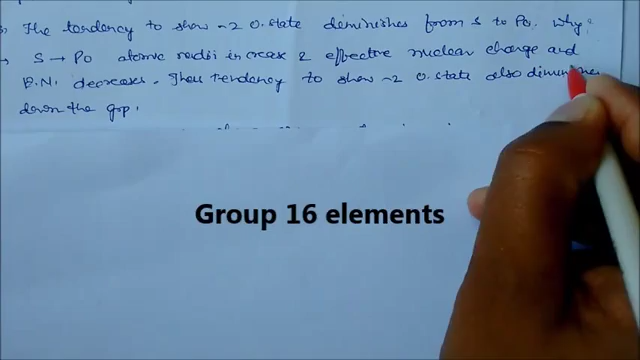 The tendency to show -2 O. state diminishes from S to Po. Why?
→ S → Po atomic radii increase & effective nuclear charge and
E.N. decreases. Thus tendency to show -2 O. state also diminishes
down the grp.
Group 16 elements